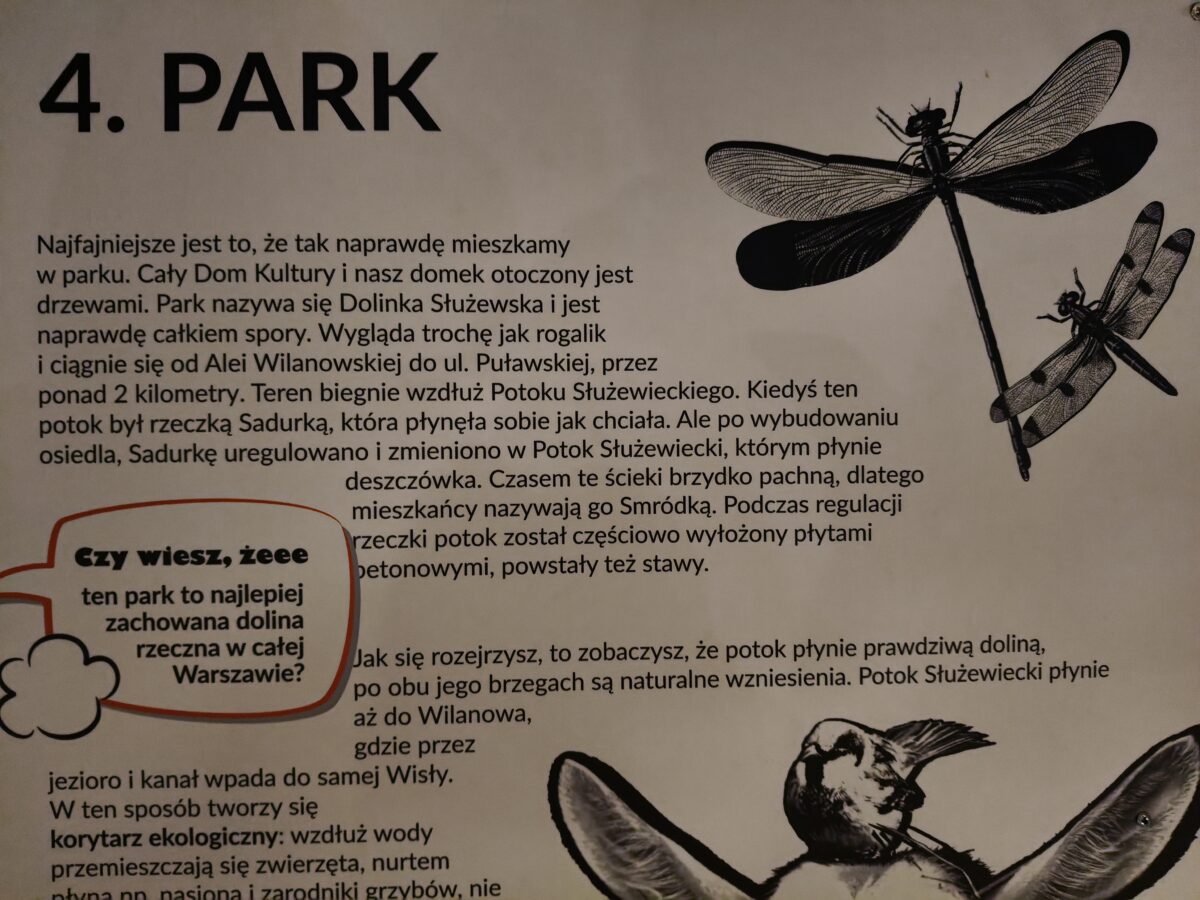 4. PARK
Najfajniejsze jest to, że tak naprawdę mieszkamy
w parku. Cały Dom Kultury i nasz domek otoczony jest
drzewami. Park nazywa się Dolinka Służewska i jest
naprawdę całkiem spory. Wygląda trochę jak rogalik
i ciągnie się od Alei Wilanowskiej do ul. Puławskiej, przez
ponad 2 kilometry. Teren biegnie wzdłuż Potoku Służewieckiego. Kiedyś ten
potok był rzeczką Sadurką, która płynęła sobie jak chciała. Ale po wybudowaniu
osiedla, Sadurkę uregulowano i zmieniono w Potok Służewiecki, którym płynie
deszczówka. Czasem te ścieki brzydko pachną, dlatego
mieszkańcy nazywają go Smródką. Podczas regulacji
rzeczki potok został częściowo wyłożony płytami
betonowymi, powstały też stawy.
Czy wiesz, żeee
ten park to najlepiej
zachowana dolina
rzeczna w całej
Warszawie?
Jak się rozejrzysz, to zobaczysz, że potok płynie prawdziwą doliną,
po obu jego brzegach są naturalne wzniesienia. Potok Służewiecki płynie
aż do Wilanowa,
gdzie przez
jezioro i kanał wpada do samej Wisły.
W ten sposób tworzy się
korytarz ekologiczny: wzdłuż wody
przemieszczają się zwierzęta, nurtem
płyną np. nasiona i zarodniki grzybów, nie